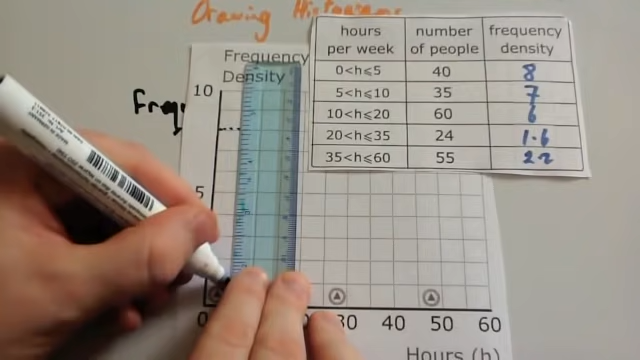 Drawing Histograms
hours per week number of people frequency density
0<h⩽5 40 8
5<h⩽10 35 7
10<h⩽20 60 6
20<h⩽35 24 1.6
35<h⩽60 55 2.2
Frequency
Density
10
5
0 30 40 50 60
Hours (h)